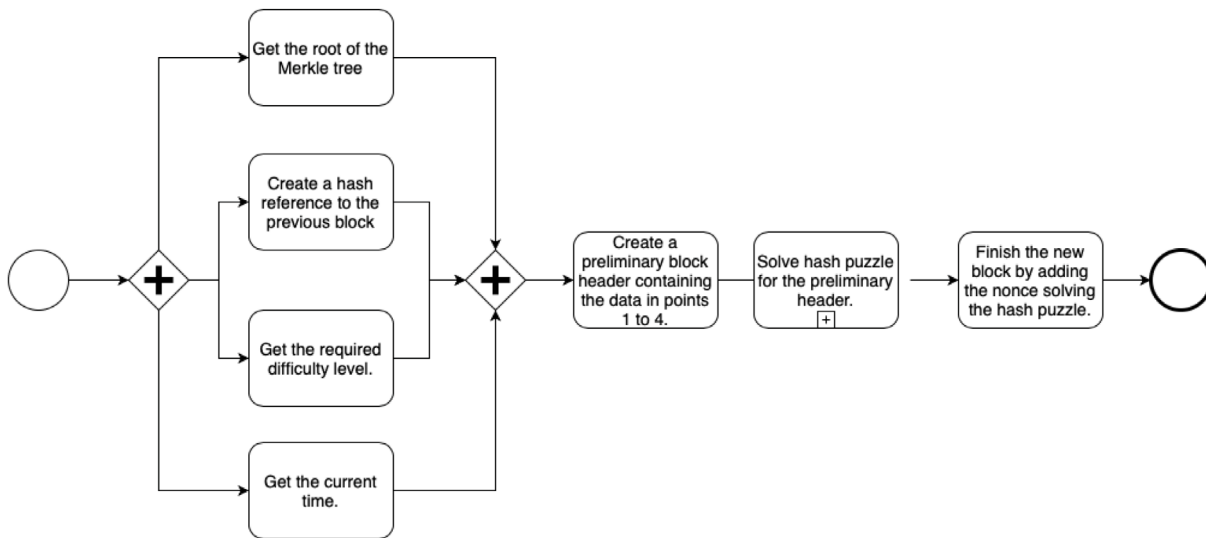 Get the root of the
Merkle tree
Create a hash
reference to the
previous block
Get the required
difficulty level.
Get the current
time.
Create a
preliminary block
header containing
the data in points
1 to 4.
Solve hash puzzle
for the preliminary
header.
Finish the new
block by adding
the nonce solving
the hash puzzle.